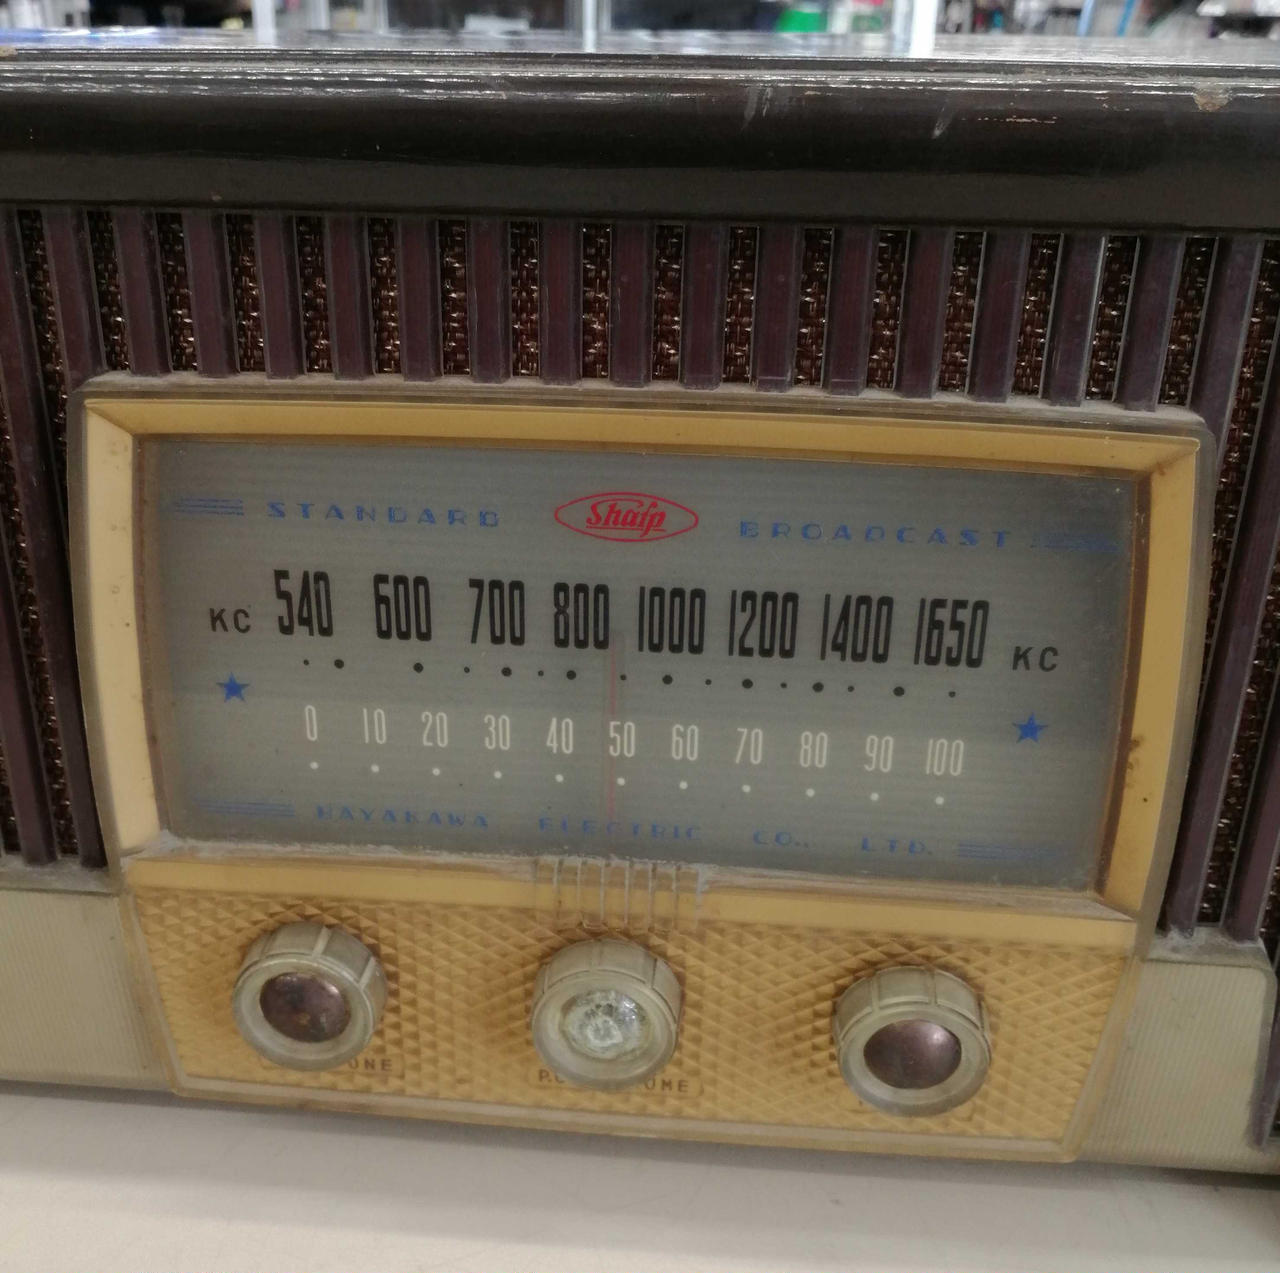 STANDARD Sharp BROADCAST
KC 540 600 700 800 1000 1200 1400 1650 KC
0 10 20 30 40 50 60 70 80 90 100
HAYAKAWA ELECTRIC CO., LTD.